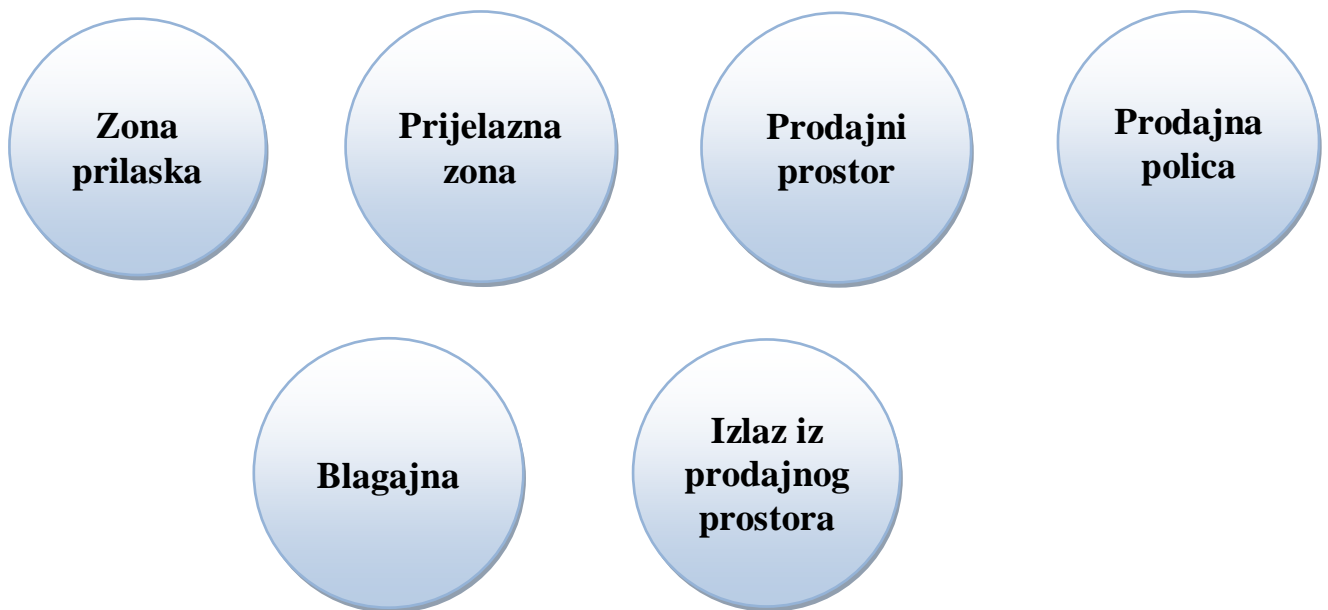 Zona
prilaska
Prijelazna
zona
Prodajni
prostor
Prodajna
polica
Blagajna
Izlaz iz
prodajnog
prostora